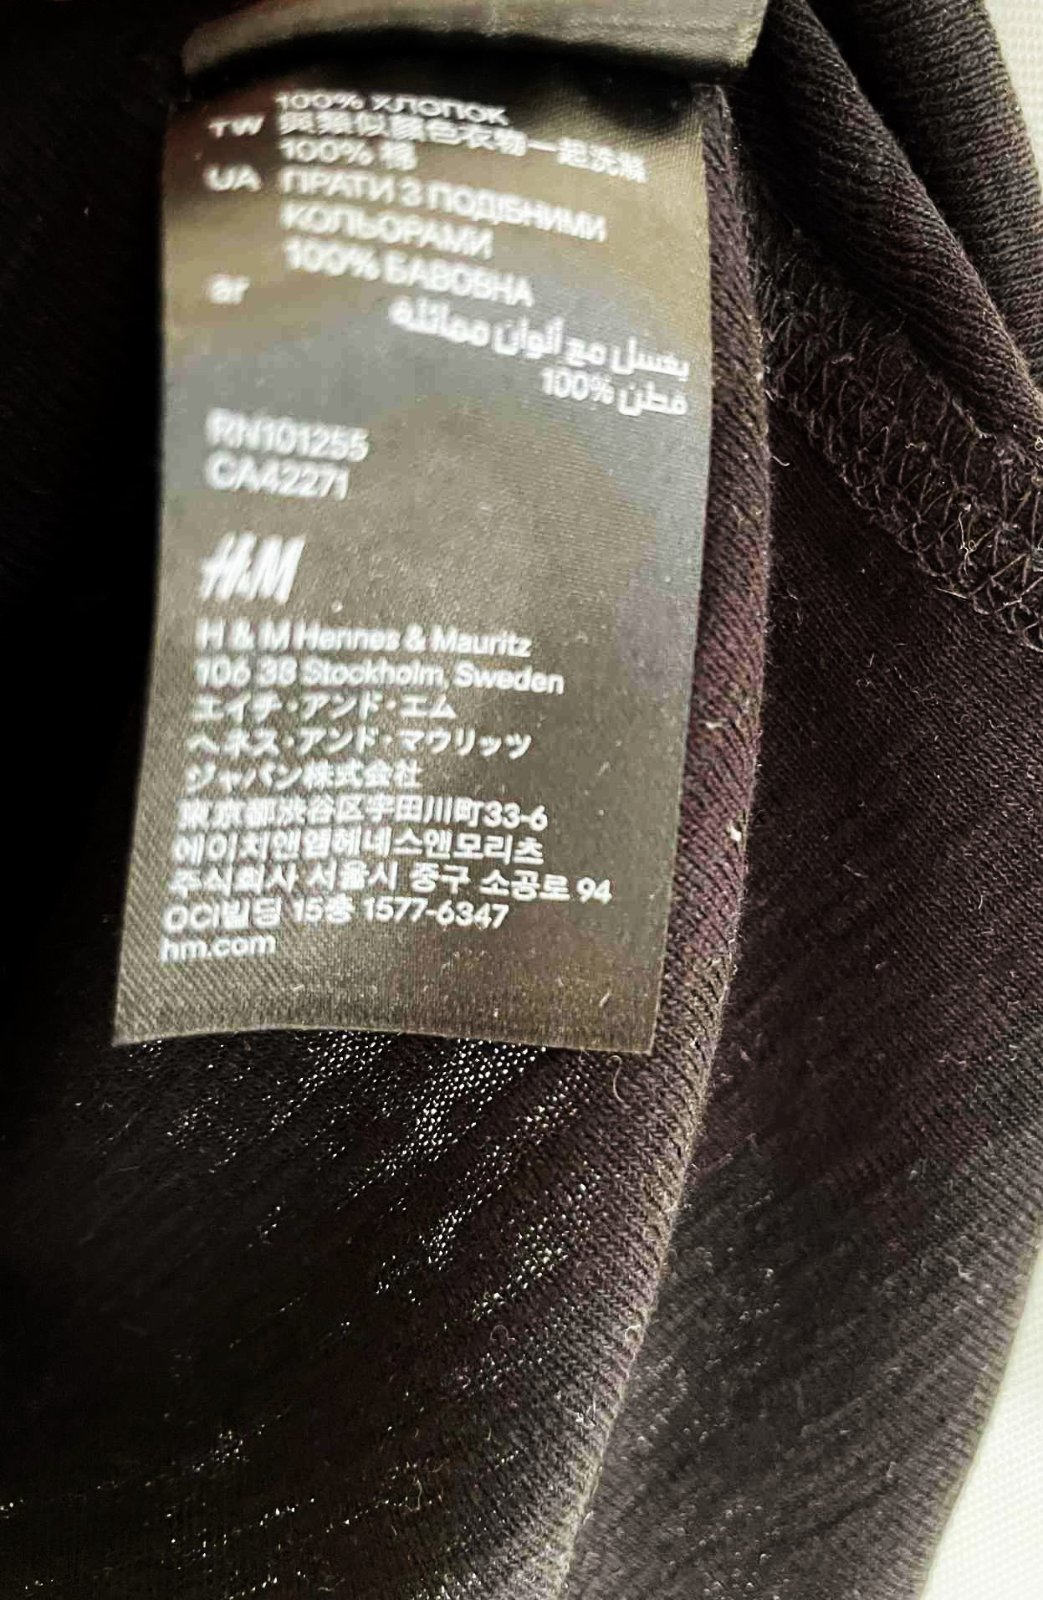 100% ХЛОПОК
TW 與類似顏色衣物一起洗滌
100% 棉
UA ПРАТИ З ПОДІБНИМИ
КОЛЬОРАМИ
100% БАВОВНА
ar يغسل مع ألوان مماثلة
100% قطن
RN101255
CA42271
H&M
H & M Hennes & Mauritz
106 38 Stockholm, Sweden
エイチ・アンド・エム
ヘネス・アンド・マウリッツ
ジャパン株式会社
東京都渋谷区宇田川町33-6
에이치앤엠헤네스앤모리츠
주식회사 서울시 중구 소공로 94
OCI빌딩 15층 1577-6347
hm.com